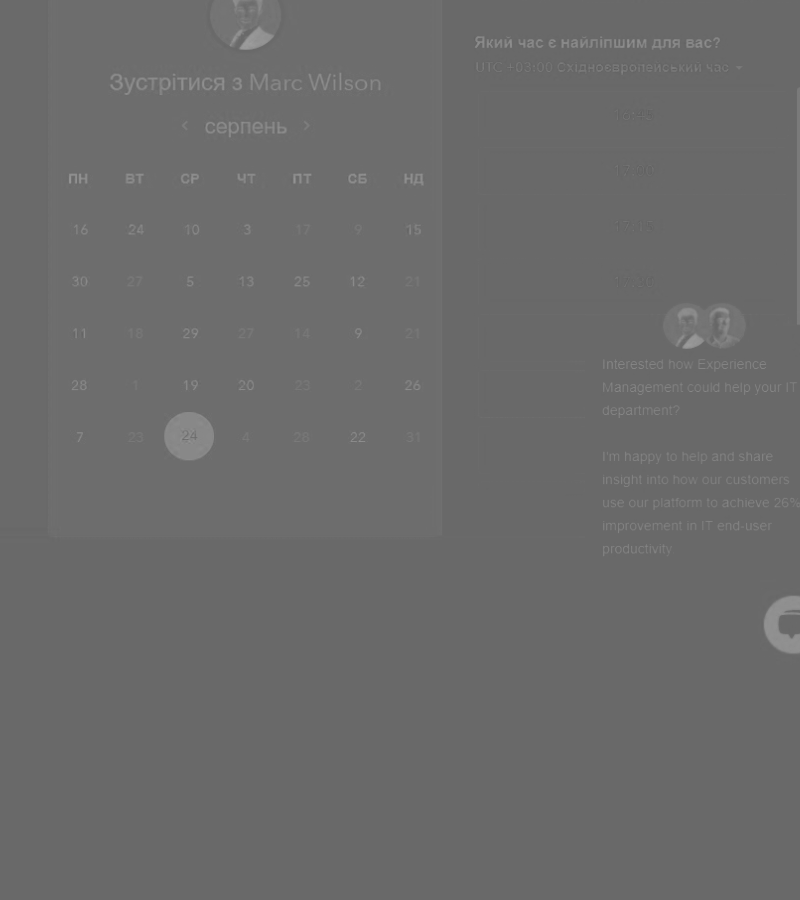 Зустрітися з Marc Wilson
серпень
ПН ВТ СР ЧТ ПТ СБ НД
16 24 10 3 17 9 15
30 27 5 13 25 12 21
11 18 29 27 14 9 21
28 1 19 20 23 2 26
7 23 24 4 28 22 31
Який час є найліпшим для вас?
UTC +03:00 Східноєвропейський час
Interested how Experience
Management could help your IT
department?
I'm happy to help and share
insight into how our customers
use our platform to achieve 26%
improvement in IT end-user
productivity